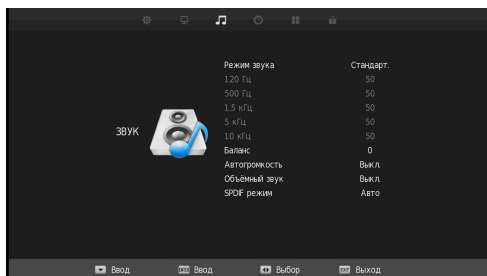 Режим звука Стандарт.
120 Гц 50
500 Гц 50
1.5 кГц 50
5 кГц 50
10 кГц 50
ЗВУК
Баланс 0
Автогромкость Выкл.
Объёмный звук Выкл.
SPDIF режим Авто
Ввод Ввод Выбор Выход